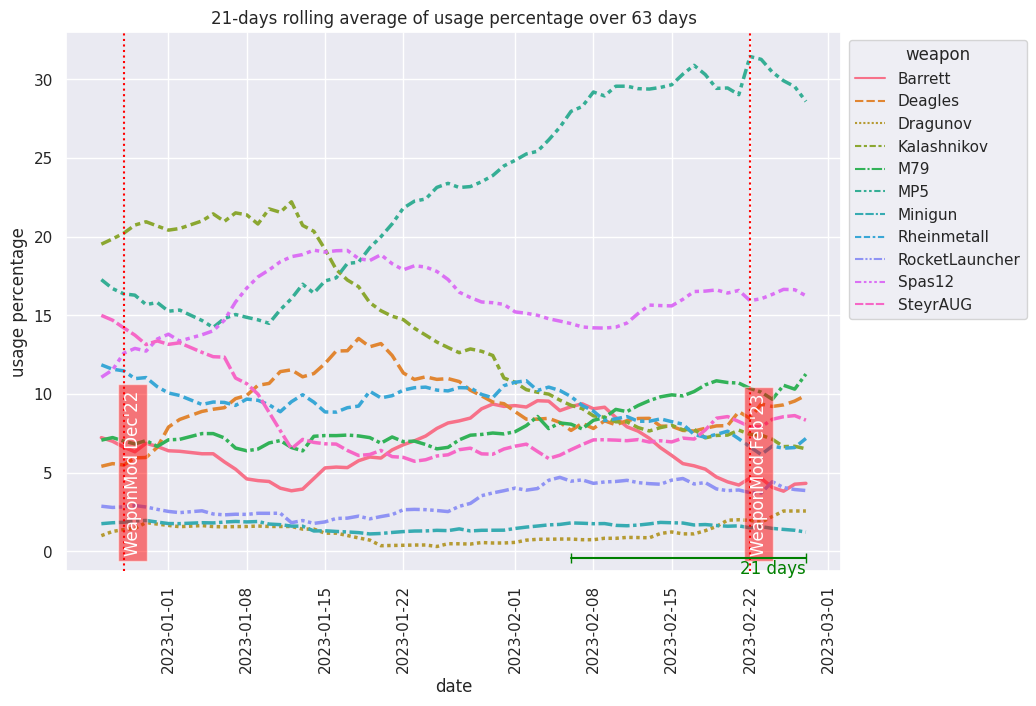 21-days rolling average of usage percentage over 63 days
usage percentage
30
25
20
15
10
5
0
WeaponMod Dec'22
WeaponMod Feb'23
21 days
2023-01-01
2023-01-08
2023-01-15
2023-01-22
2023-02-01
2023-02-08
2023-02-15
2023-02-22
2023-03-01
date
weapon
Barrett
Deagles
Dragunov
Kalashnikov
M79
MP5
Minigun
Rheinmetall
RocketLauncher
Spas12
SteyrAUG